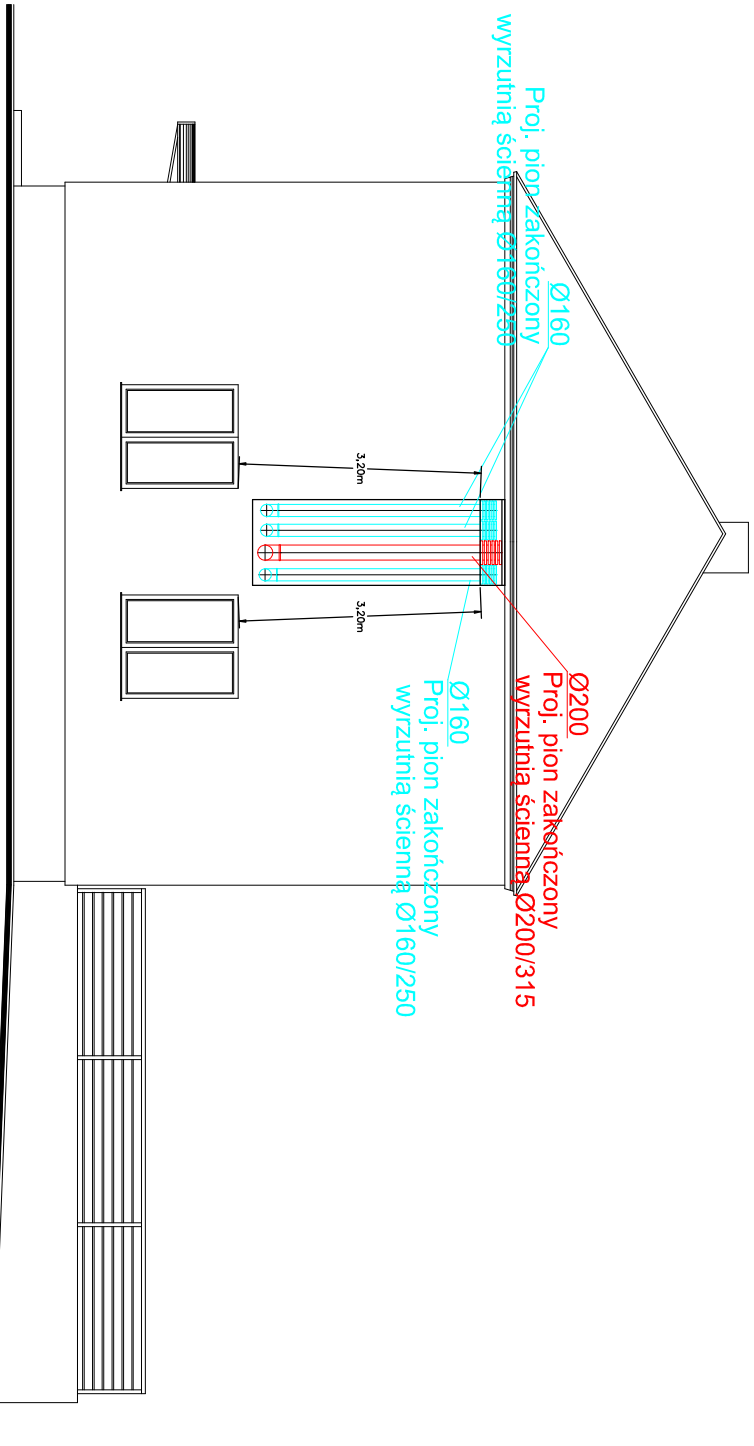 Ø160
Proj. pion zakończony
wyrzutnią ścienną Ø160/250
Ø200
Proj. pion zakończony
wyrzutnią ścienną Ø200/315
3,20m
3,20m
Ø160
Proj. pion zakończony
wyrzutnią ścienną Ø160/250